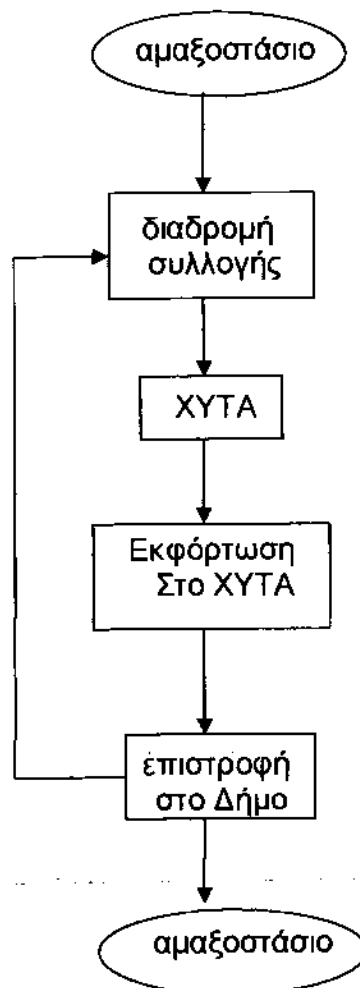 αμαξοστάσιο
διαδρομή
συλλογής
ΧΥΤΑ
Εκφόρτωση
Στο ΧΥΤΑ
επιστροφή
στο Δήμο
αμαξοστάσιο